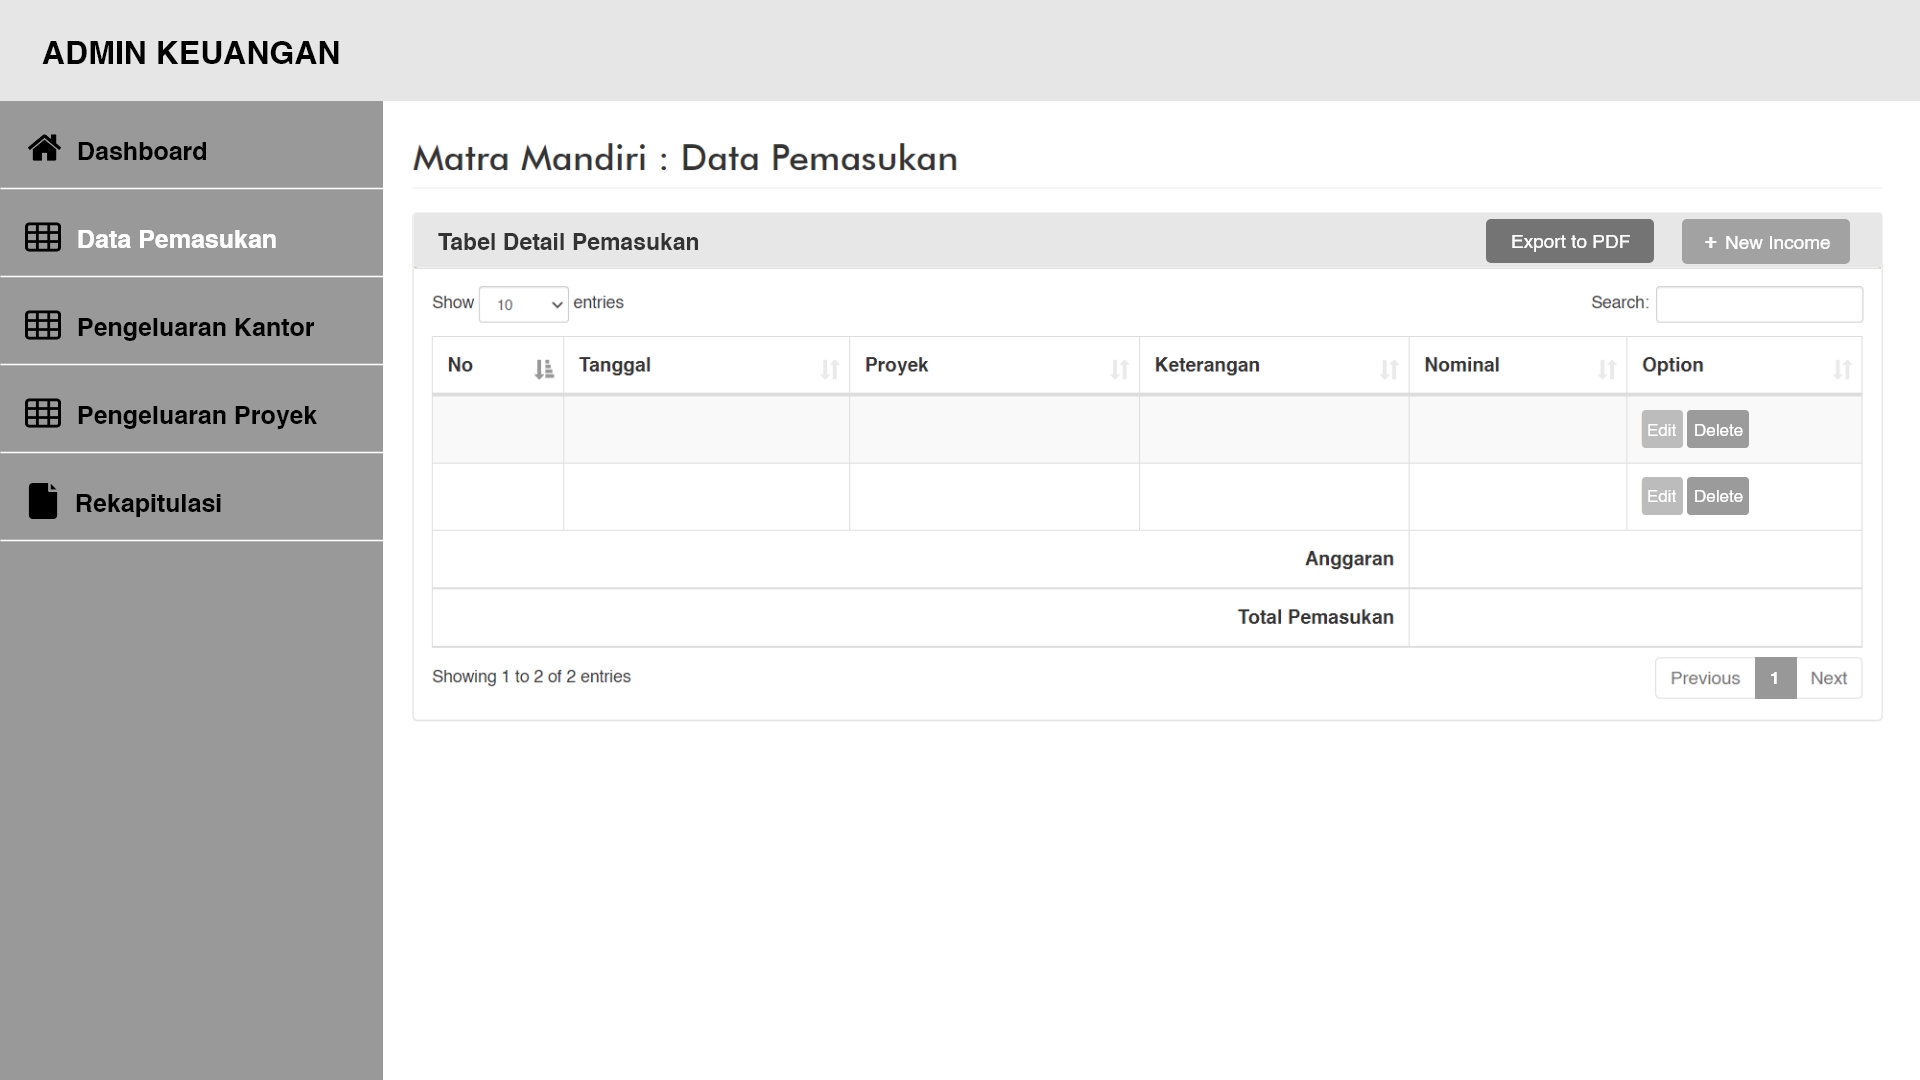 ADMIN KEUANGAN
Dashboard
Data Pemasukan
Pengeluaran Kantor
Pengeluaran Proyek
Rekapitulasi
Matra Mandiri : Data Pemasukan
Tabel Detail Pemasukan Export to PDF + New Income
Show 10 entries Search:
No Tanggal Proyek Keterangan Nominal Option
Edit Delete
Edit Delete
Anggaran
Total Pemasukan
Showing 1 to 2 of 2 entries Previous 1 Next